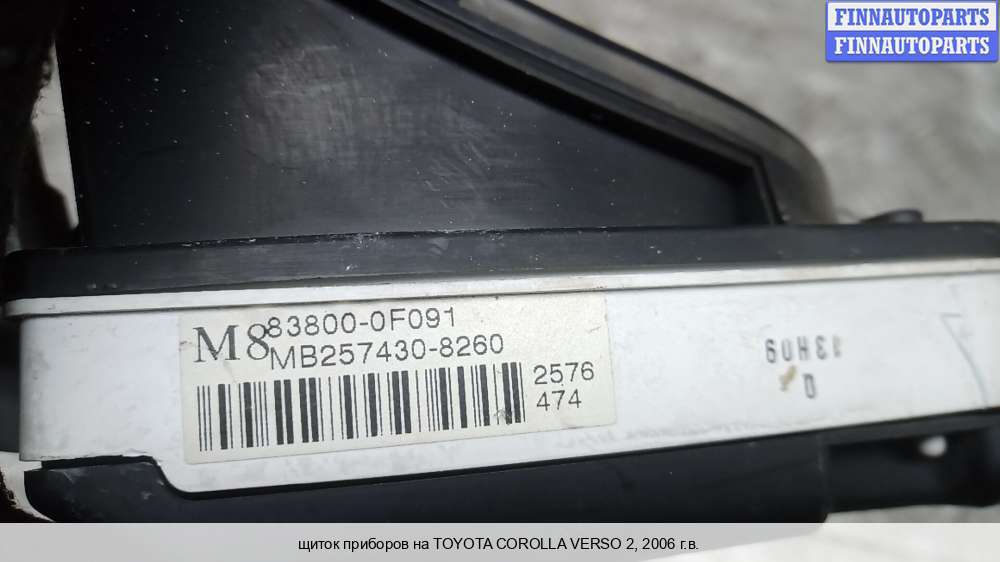 FINNAUTOPARTS
FINNAUTOPARTS
M8
83800-0F091
MB257430-8260
2576
474
13H09
щиток приборов на TOYOTA COROLLA VERSO 2, 2006 г.в.